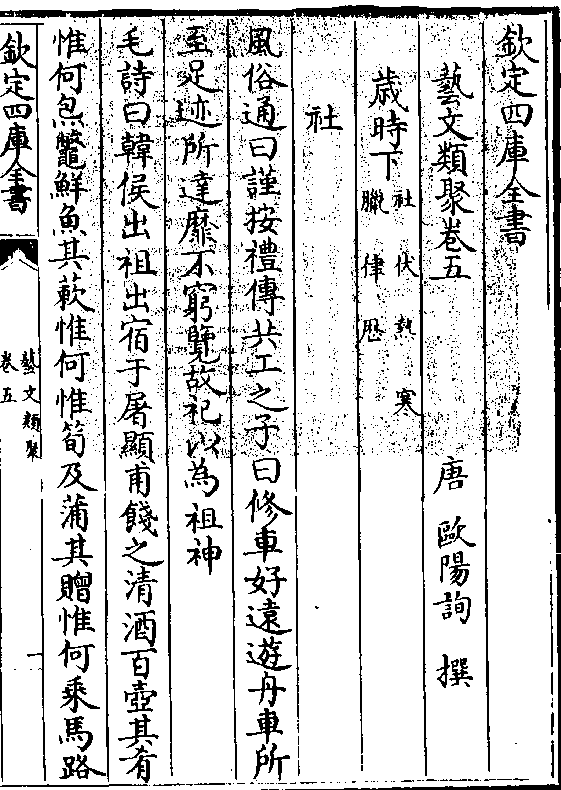 欽定四庫全書
藝文類聚卷五　唐　歐陽詢　撰
歲時下　社　伏　熱　寒
臘　律　歴
社
風俗通曰謹按禮傳共工之子曰修車好遠遊舟車所
至足跡所達靡不窮覽故祀以為祖神
毛詩曰韓侯出祖出宿于屠顯甫餞之清酒百壺其肴
惟何炰鼈鮮魚其蔌惟何惟筍及蒲其贈惟何乘馬路
欽定四庫全書
藝文類聚
卷五
一